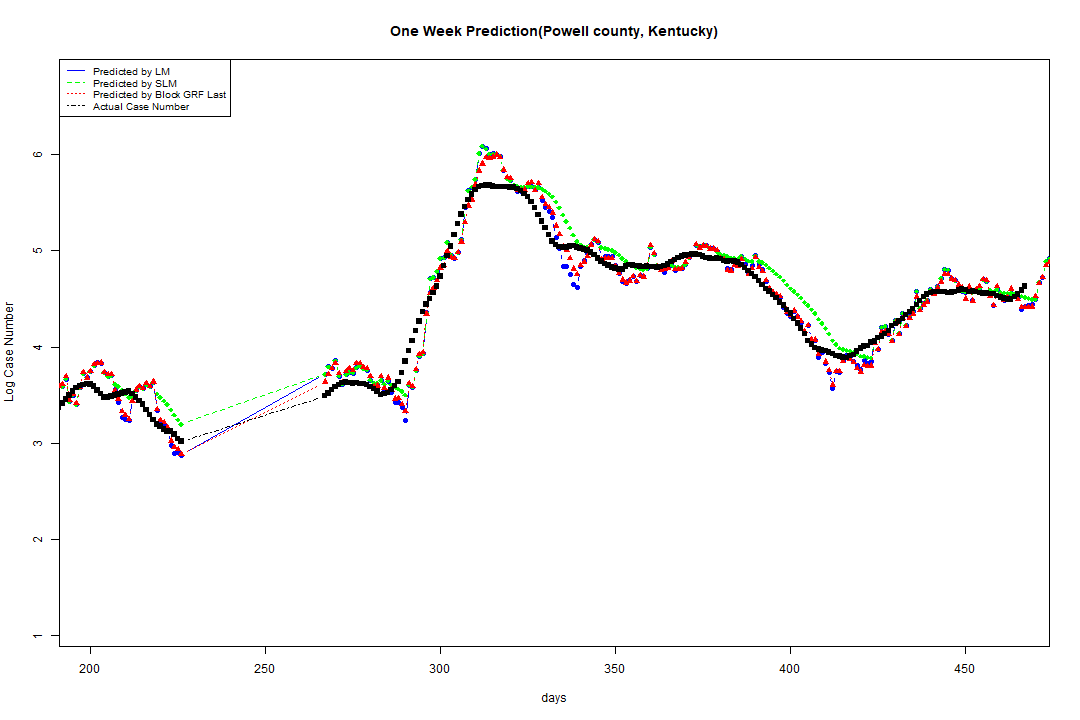 One Week Prediction(Powell county, Kentucky)
Predicted by LM
Predicted by SLM
Predicted by Block GRF Last
Actual Case Number
Log Case Number
6
5
4
3
2
1
200 250 300 350 400 450
days